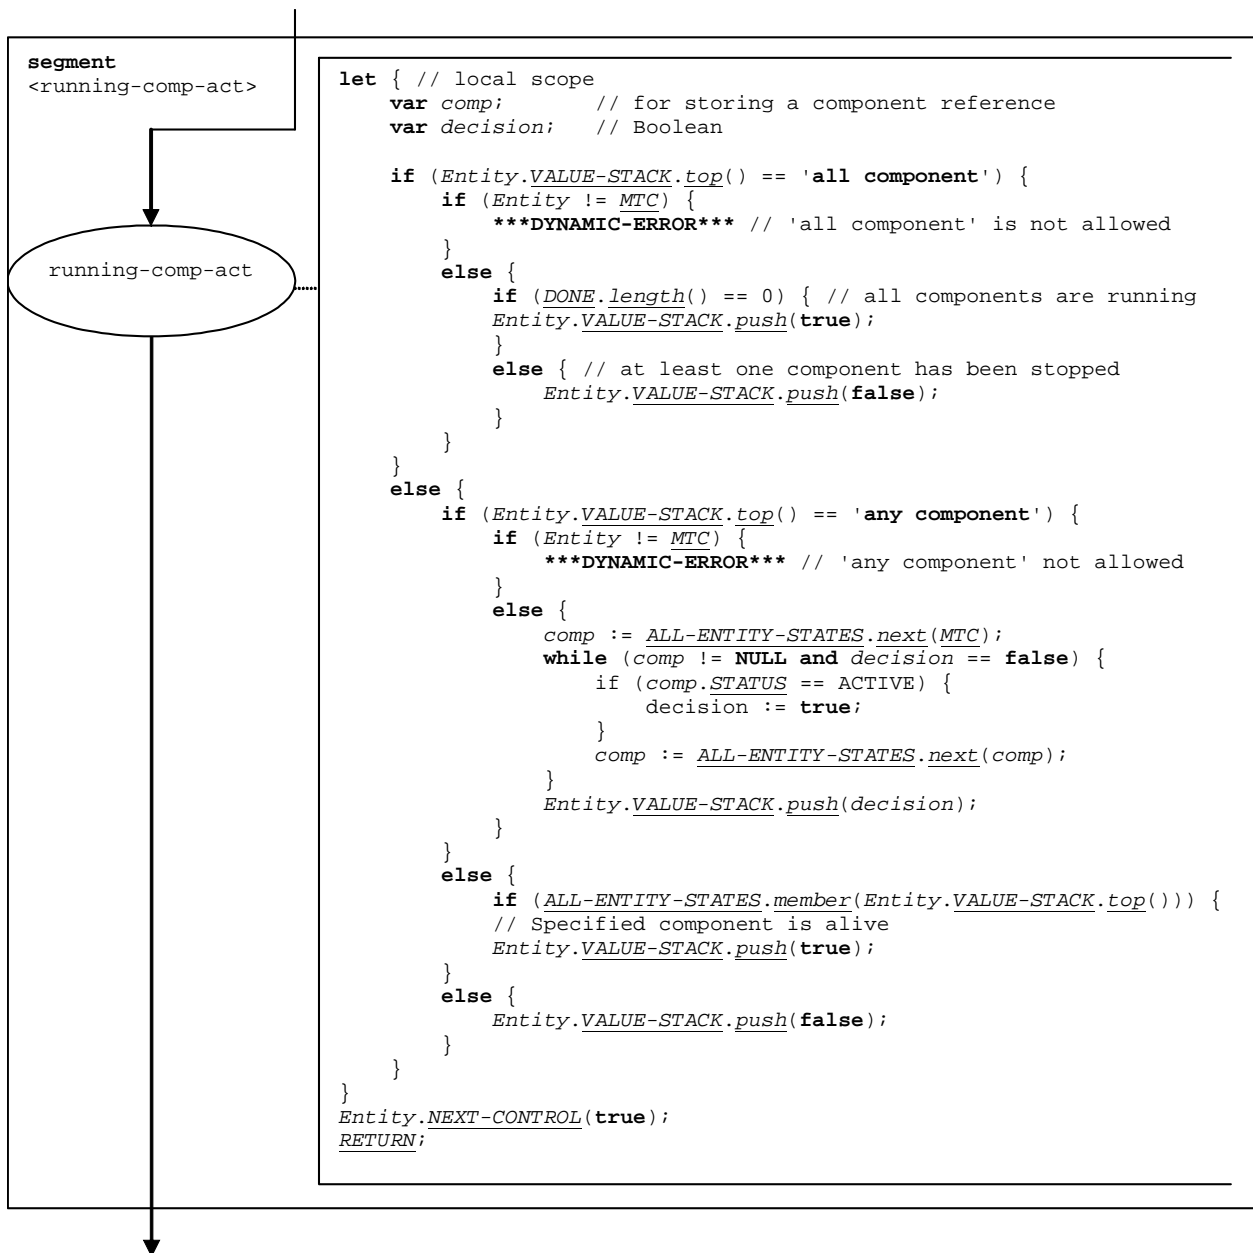 segment
<running-comp-act>
running-comp-act
let { // local scope
    var comp;       // for storing a component reference
    var decision;   // Boolean

    if (Entity.VALUE-STACK.top() == 'all component') {
        if (Entity != MTC) {
            ***DYNAMIC-ERROR*** // 'all component' is not allowed
        }
        else {
            if (DONE.length() == 0) { // all components are running
            Entity.VALUE-STACK.push(true);
            }
            else { // at least one component has been stopped
                Entity.VALUE-STACK.push(false);
            }
        }
    }
    else {
        if (Entity.VALUE-STACK.top() == 'any component') {
            if (Entity != MTC) {
                ***DYNAMIC-ERROR*** // 'any component' not allowed
            }
            else {
                comp := ALL-ENTITY-STATES.next(MTC);
                while (comp != NULL and decision == false) {
                    if (comp.STATUS == ACTIVE) {
                        decision := true;
                    }
                    comp := ALL-ENTITY-STATES.next(comp);
                }
                Entity.VALUE-STACK.push(decision);
            }
        }
        else {
            if (ALL-ENTITY-STATES.member(Entity.VALUE-STACK.top())) {
            // Specified component is alive
            Entity.VALUE-STACK.push(true);
        }
        else {
            Entity.VALUE-STACK.push(false);
        }
    }
}
Entity.NEXT-CONTROL(true);
RETURN;